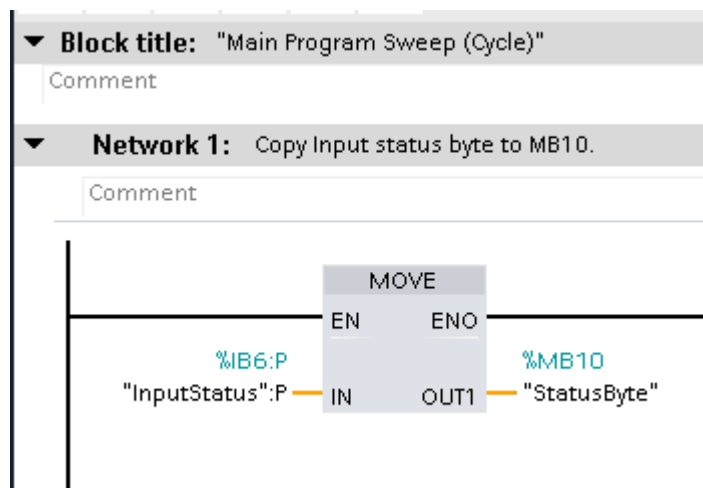 Block title: "Main Program Sweep (Cycle)"
Comment
Network 1: Copy Input status byte to MB10.
Comment
MOVE
EN ENO
%IB6:P %MB10
"InputStatus":P IN OUT1 "StatusByte"